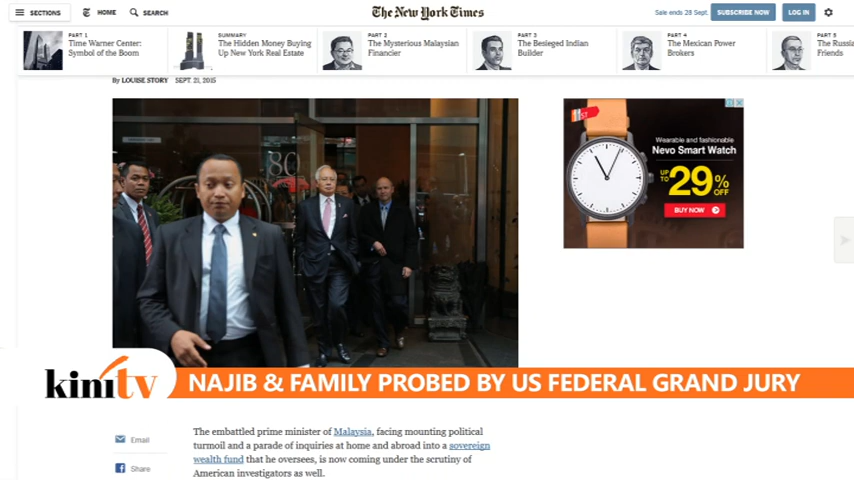 SECTIONS
HOME
SEARCH
The New York Times
Sale ends 28 Sept.
SUBSCRIBE NOW
LOG IN
PART 1
Time Warner Center:
Symbol of the Boom
SUMMARY
The Hidden Money Buying
Up New York Real Estate
PART 2
The Mysterious Malaysian
Financier
PART 3
The Besieged Indian
Builder
PART 4
The Mexican Power
Brokers
PART 5
The Russia
Friends
By LOUISE STORY SEPT. 21, 2015
80
Wearable and fashionable
Nevo Smart Watch
UP TO 29% OFF
BUY NOW
kinitv
NAJIB & FAMILY PROBED BY US FEDERAL GRAND JURY
Email
Share
The embattled prime minister of Malaysia, facing mounting political
turmoil and a parade of inquiries at home and abroad into a sovereign
wealth fund that he oversees, is now coming under the scrutiny of
American investigators as well.